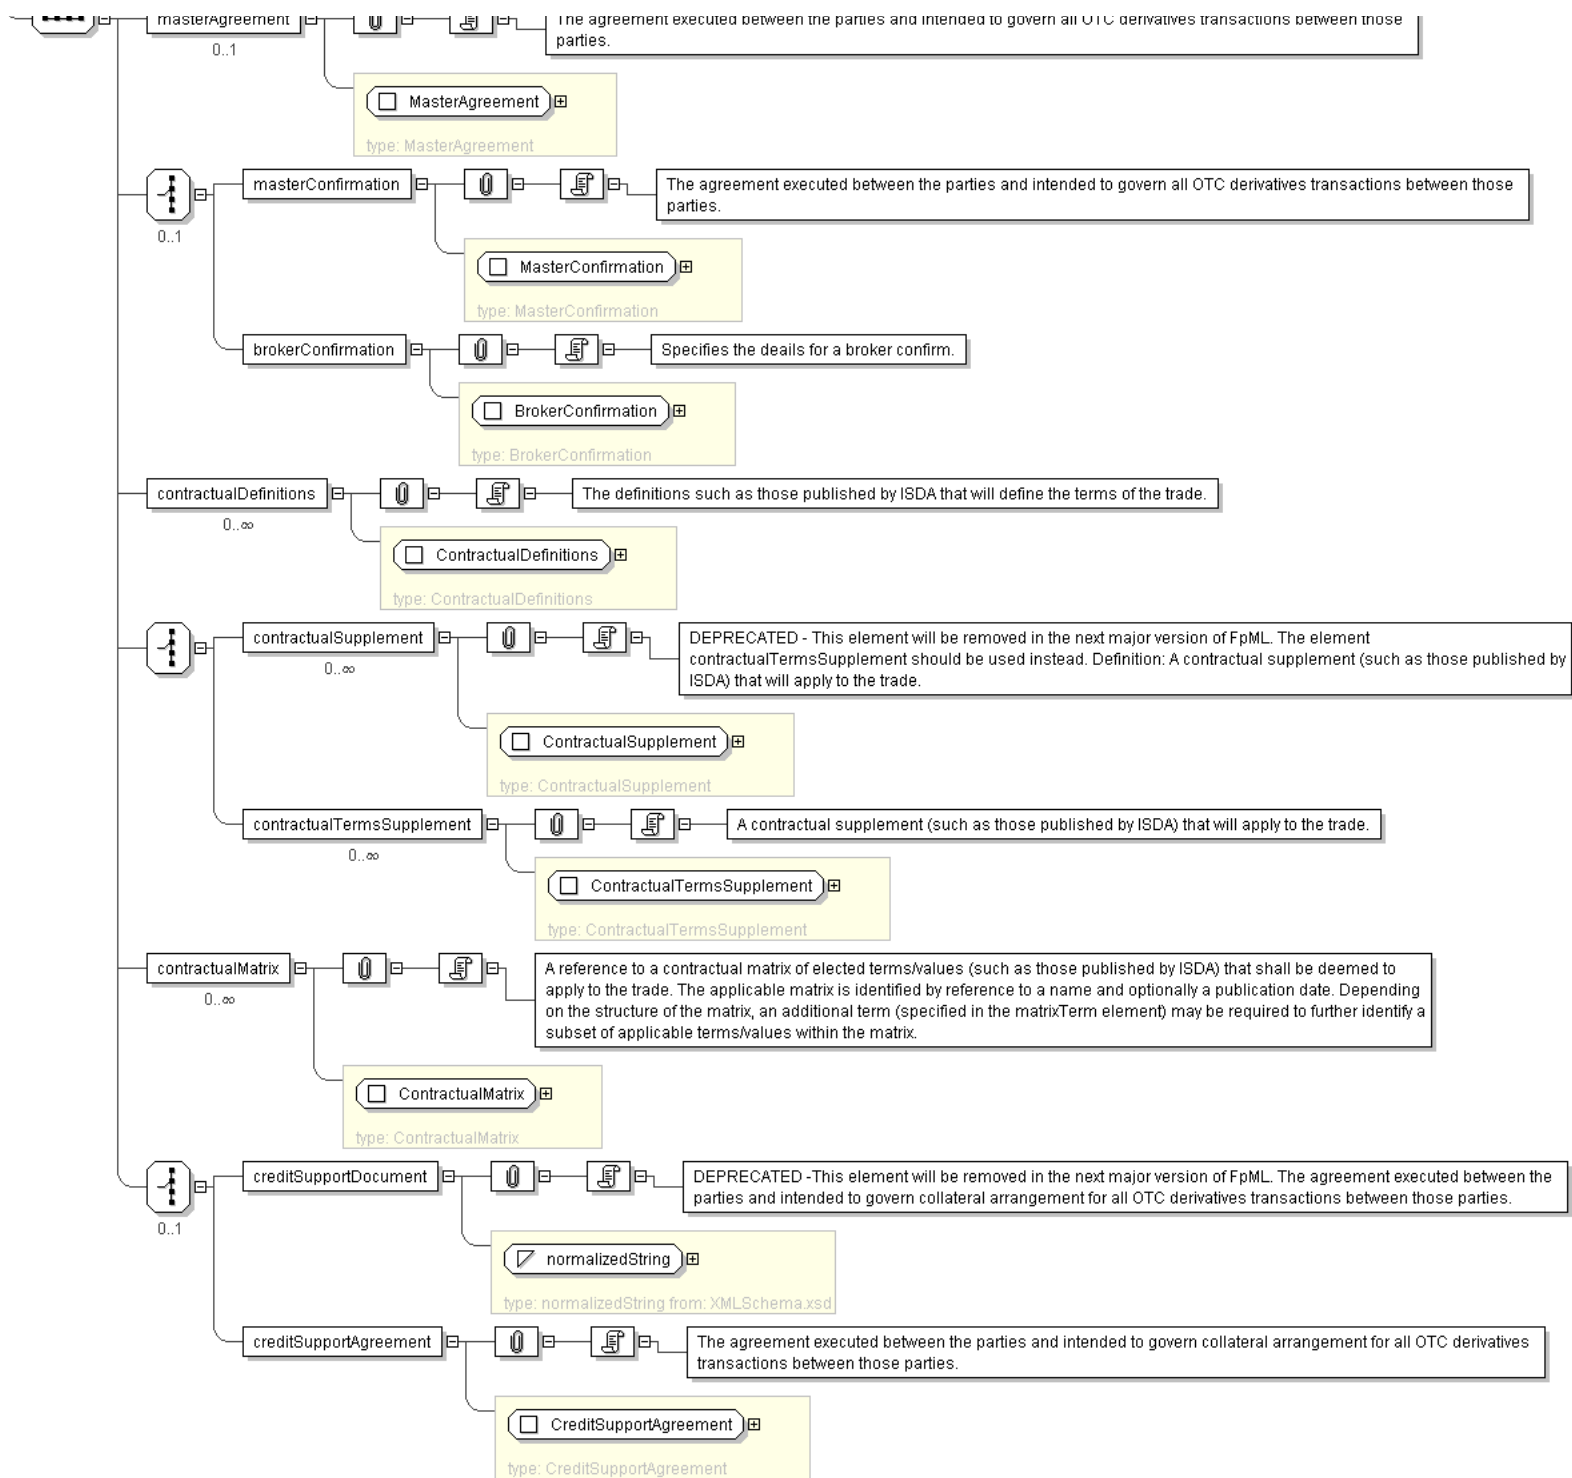 masterAgreement
The agreement executed between the parties and intended to govern all OTC derivatives transactions between those
parties.
0..1
MasterAgreement
type: MasterAgreement
masterConfirmation
The agreement executed between the parties and intended to govern all OTC derivatives transactions between those
parties.
0..1
MasterConfirmation
type: MasterConfirmation
brokerConfirmation
Specifies the deails for a broker confirm.
BrokerConfirmation
type: BrokerConfirmation
contractualDefinitions
The definitions such as those published by ISDA that will define the terms of the trade.
0..∞
ContractualDefinitions
type: ContractualDefinitions
contractualSupplement
DEPRECATED - This element will be removed in the next major version of FpML. The element
contractualTermsSupplement should be used instead. Definition: A contractual supplement (such as those published by
ISDA) that will apply to the trade.
0..∞
ContractualSupplement
type: ContractualSupplement
contractualTermsSupplement
A contractual supplement (such as those published by ISDA) that will apply to the trade.
0..∞
ContractualTermsSupplement
type: ContractualTermsSupplement
contractualMatrix
A reference to a contractual matrix of elected terms/values (such as those published by ISDA) that shall be deemed to
apply to the trade. The applicable matrix is identified by reference to a name and optionally a publication date. Depending
on the structure of the matrix, an additional term (specified in the matrixTerm element) may be required to further identify a
subset of applicable terms/values within the matrix.
0..∞
ContractualMatrix
type: ContractualMatrix
creditSupportDocument
DEPRECATED -This element will be removed in the next major version of FpML. The agreement executed between the
parties and intended to govern collateral arrangement for all OTC derivatives transactions between those parties.
0..1
normalizedString
type: normalizedString from: XMLSchema.xsd
creditSupportAgreement
The agreement executed between the parties and intended to govern collateral arrangement for all OTC derivatives
transactions between those parties.
CreditSupportAgreement
type: CreditSupportAgreement